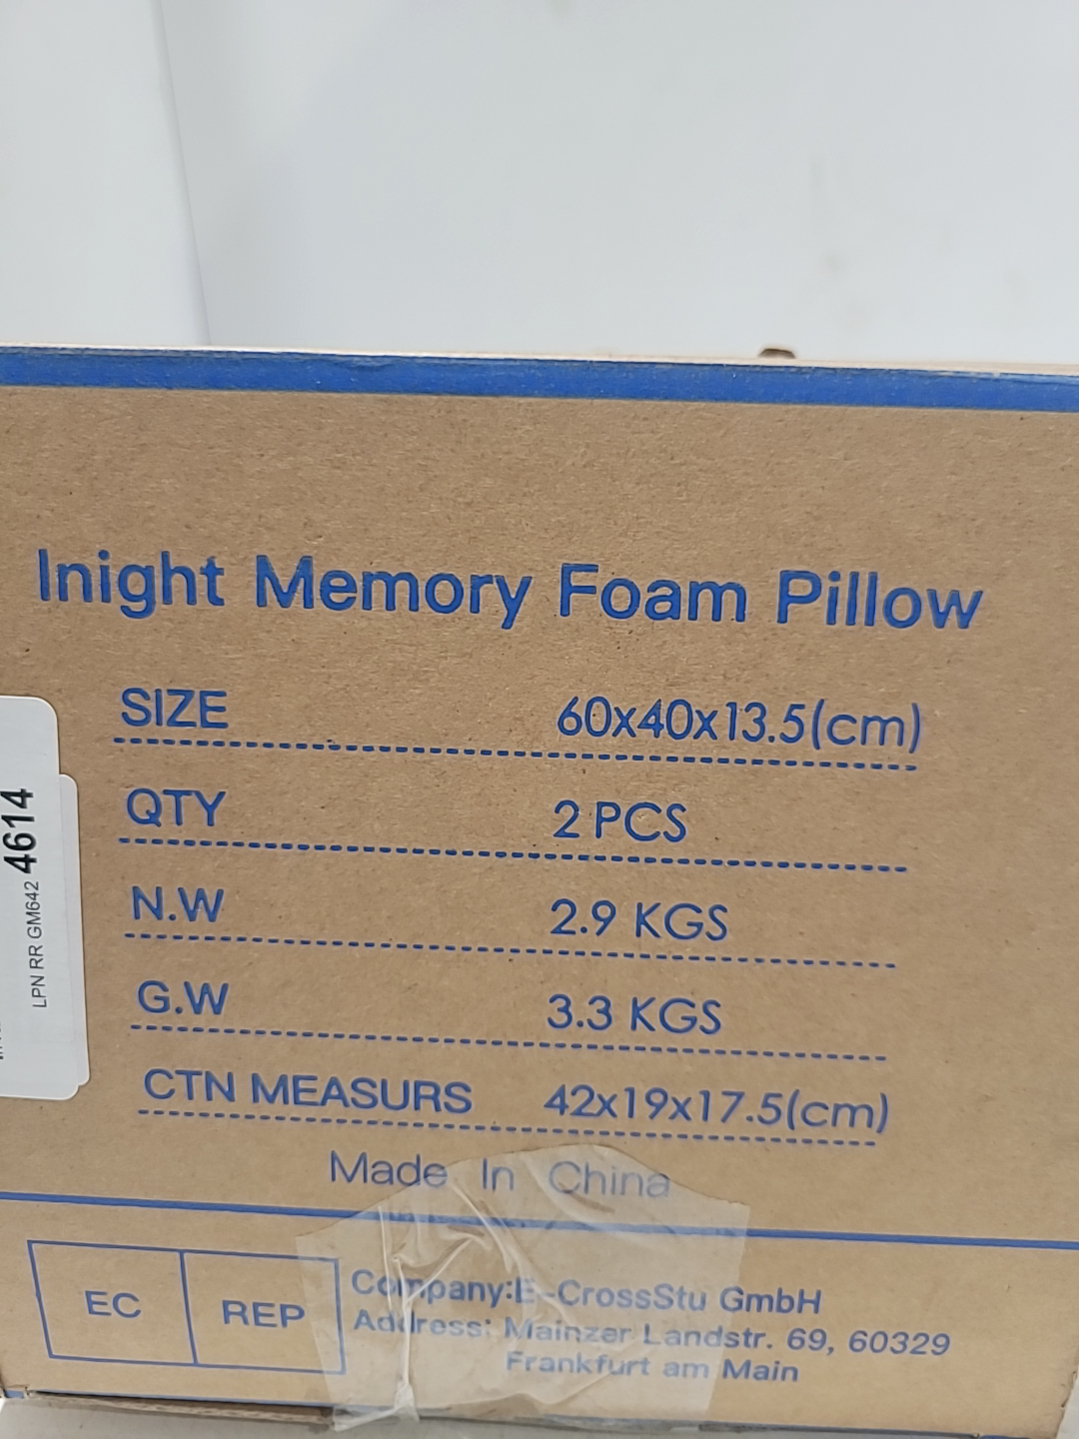 Inight Memory Foam Pillow
SIZE 60x40x13.5(cm)
QTY 2 PCS
N.W 2.9 KGS
G.W 3.3 KGS
CTN MEASURS 42x19x17.5(cm)
Made In China
EC REP
Company:E-CrossStu GmbH
Address: Mainzer Landstr. 69, 60329
Frankfurt am Main
LPN RR GM642 4614